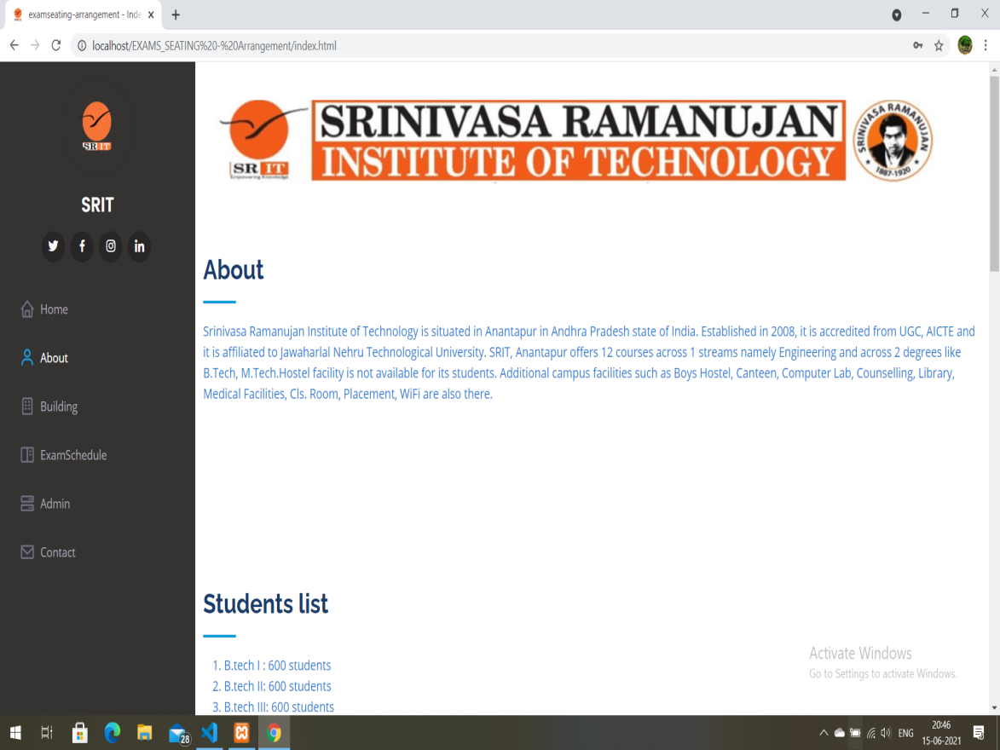 examseating-arrangement - Inde
localhost/EXAMS_SEATING%20-%20Arrangement/index.html
SRIT
SRIT
Home
About
Building
ExamSchedule
Admin
Contact
SRIT
Empowering Knowledge
SRINIVASA RAMANUJAN
INSTITUTE OF TECHNOLOGY
SRINIVASA RAMANUJAN
1887-1920
About
Srinivasa Ramanujan Institute of Technology is situated in Anantapur in Andhra Pradesh state of India. Established in 2008, it is accredited from UGC, AICTE and
it is affiliated to Jawaharlal Nehru Technological University. SRIT, Anantapur offers 12 courses across 1 streams namely Engineering and across 2 degrees like
B.Tech, M.Tech.Hostel facility is not available for its students. Additional campus facilities such as Boys Hostel, Canteen, Computer Lab, Counselling, Library,
Medical Facilities, Cls. Room, Placement, WiFi are also there.
Students list
1. B.tech I : 600 students
2. B.tech II: 600 students
3. B.tech III: 600 students
Activate Windows
Go to Settings to activate Windows.
28
ENG
20:46
15-06-2021